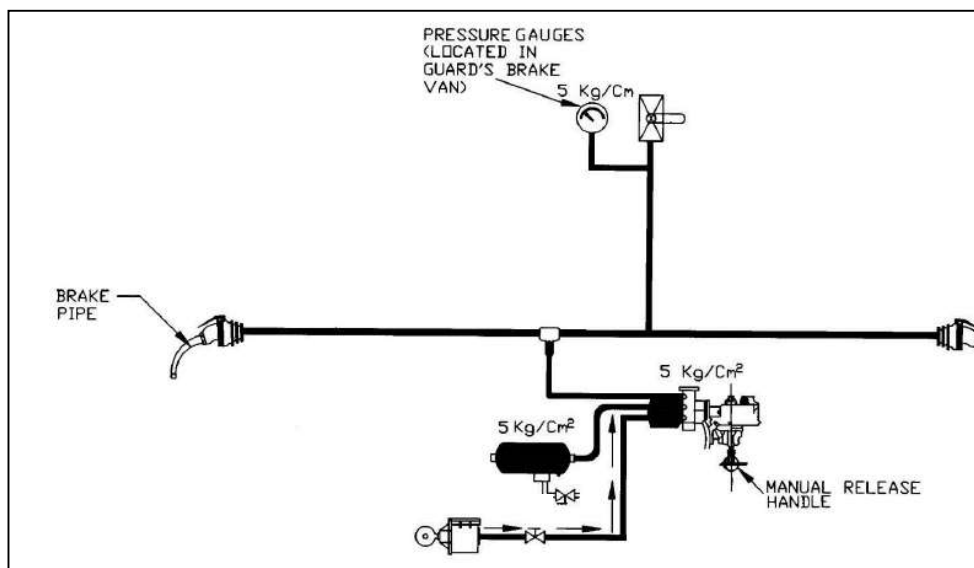 PRESSURE GAUGES
(LOCATED IN
GUARD'S BRAKE
VAN)
5 Kg/Cm
BRAKE
PIPE
5 Kg/Cm²
5 Kg/Cm²
MANUAL RELEASE
HANDLE